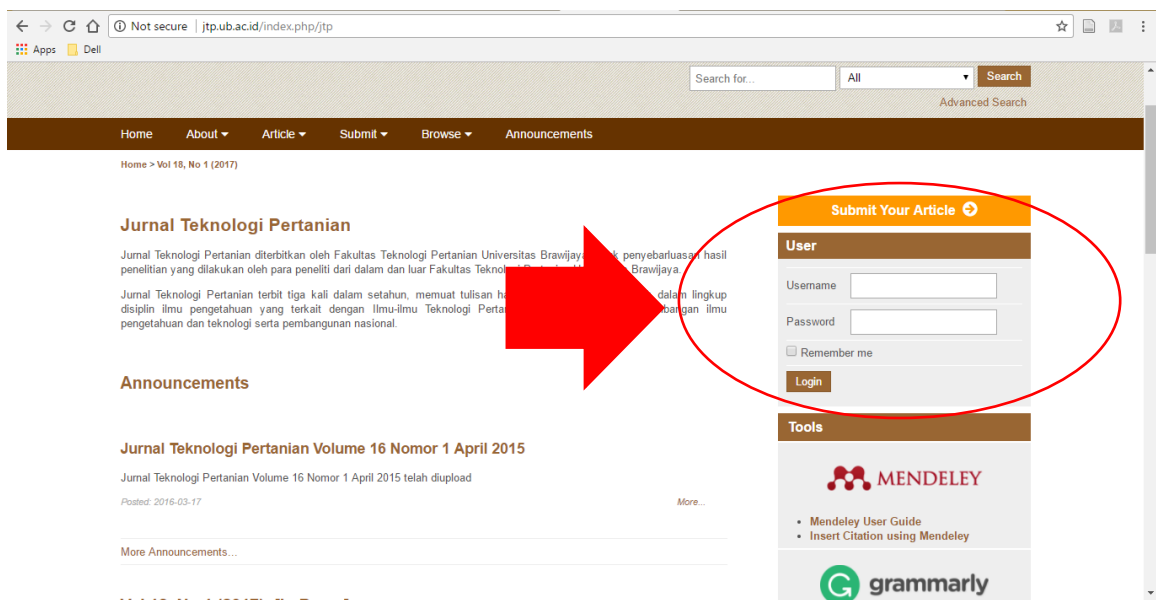 Not secure | jtp.ub.ac.id/index.php/jtp
Apps Dell
Search for... All Search
Advanced Search
Home About Article Submit Browse Announcements
Home > Vol 18, No 1 (2017)
Jurnal Teknologi Pertanian
Jurnal Teknologi Pertanian diterbitkan oleh Fakultas Teknologi Pertanian Universitas Brawijaya penyebarluasan hasil
penelitian yang dilakukan oleh para peneliti dari dalam dan luar Fakultas Brawijaya.
Jurnal Teknologi Pertanian terbit tiga kali dalam setahun, memuat tulisan dalam lingkup
disiplin ilmu pengetahuan yang terkait dengan Ilmu-ilmu Teknologi ilmu
pengetahuan dan teknologi serta pembangunan nasional.
Announcements
Jurnal Teknologi Pertanian Volume 16 Nomor 1 April 2015
Jurnal Teknologi Pertanian Volume 16 Nomor 1 April 2015 telah diupload
Posted: 2016-03-17 More...
More Announcements...
Submit Your Article
User
Username
Password
Remember me
Login
Tools
MENDELEY
• Mendeley User Guide
• Insert Citation using Mendeley
grammarly